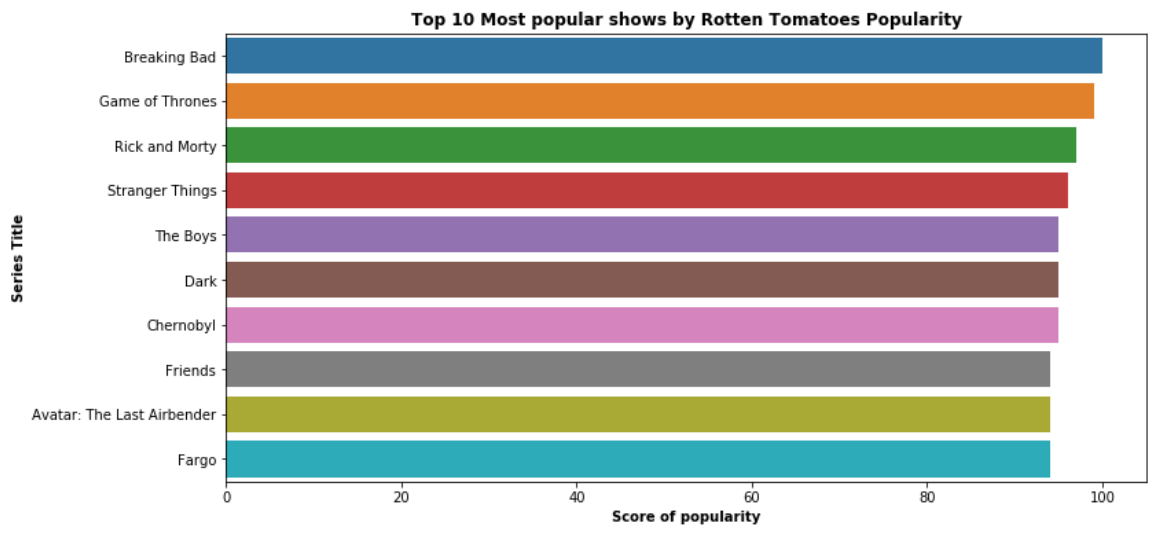 Top 10 Most popular shows by Rotten Tomatoes Popularity
Series Title
Breaking Bad
Game of Thrones
Rick and Morty
Stranger Things
The Boys
Dark
Chernobyl
Friends
Avatar: The Last Airbender
Fargo
0 20 40 60 80 100
Score of popularity